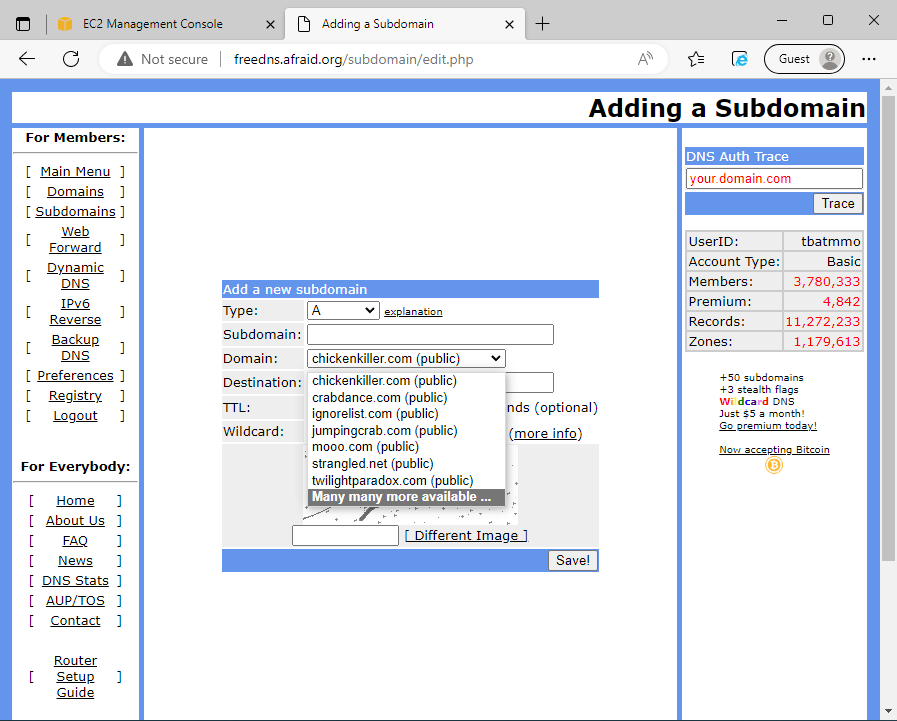 EC2 Management Console
Adding a Subdomain
Not secure
freedns.afraid.org/subdomain/edit.php
Guest
Adding a Subdomain
For Members:
[ Main Menu ]
[ Domains ]
[ Subdomains ]
[ Web Forward ]
[ Dynamic DNS ]
[ IPv6 Reverse ]
[ Backup DNS ]
[ Preferences ]
[ Registry ]
[ Logout ]
For Everybody:
[ Home ]
[ About Us ]
[ FAQ ]
[ News ]
[ DNS Stats ]
[ AUP/TOS ]
[ Contact ]
[ Router Setup Guide ]
Add a new subdomain
Type: A explanation
Subdomain:
Domain: chickenkiller.com (public)
Destination:
TTL: nds (optional)
Wildcard: (more info)
chickenkiller.com (public)
crabdance.com (public)
ignorelist.com (public)
jumpingcrab.com (public)
mooo.com (public)
strangled.net (public)
twilightparadox.com (public)
Many many more available ...
[ Different Image ]
Save!
DNS Auth Trace
your.domain.com
Trace
UserID: tbatmmo
Account Type: Basic
Members: 3,780,333
Premium: 4,842
Records: 11,272,233
Zones: 1,179,613
+50 subdomains
+3 stealth flags
Wildcard DNS
Just $5 a month!
Go premium today!
Now accepting Bitcoin